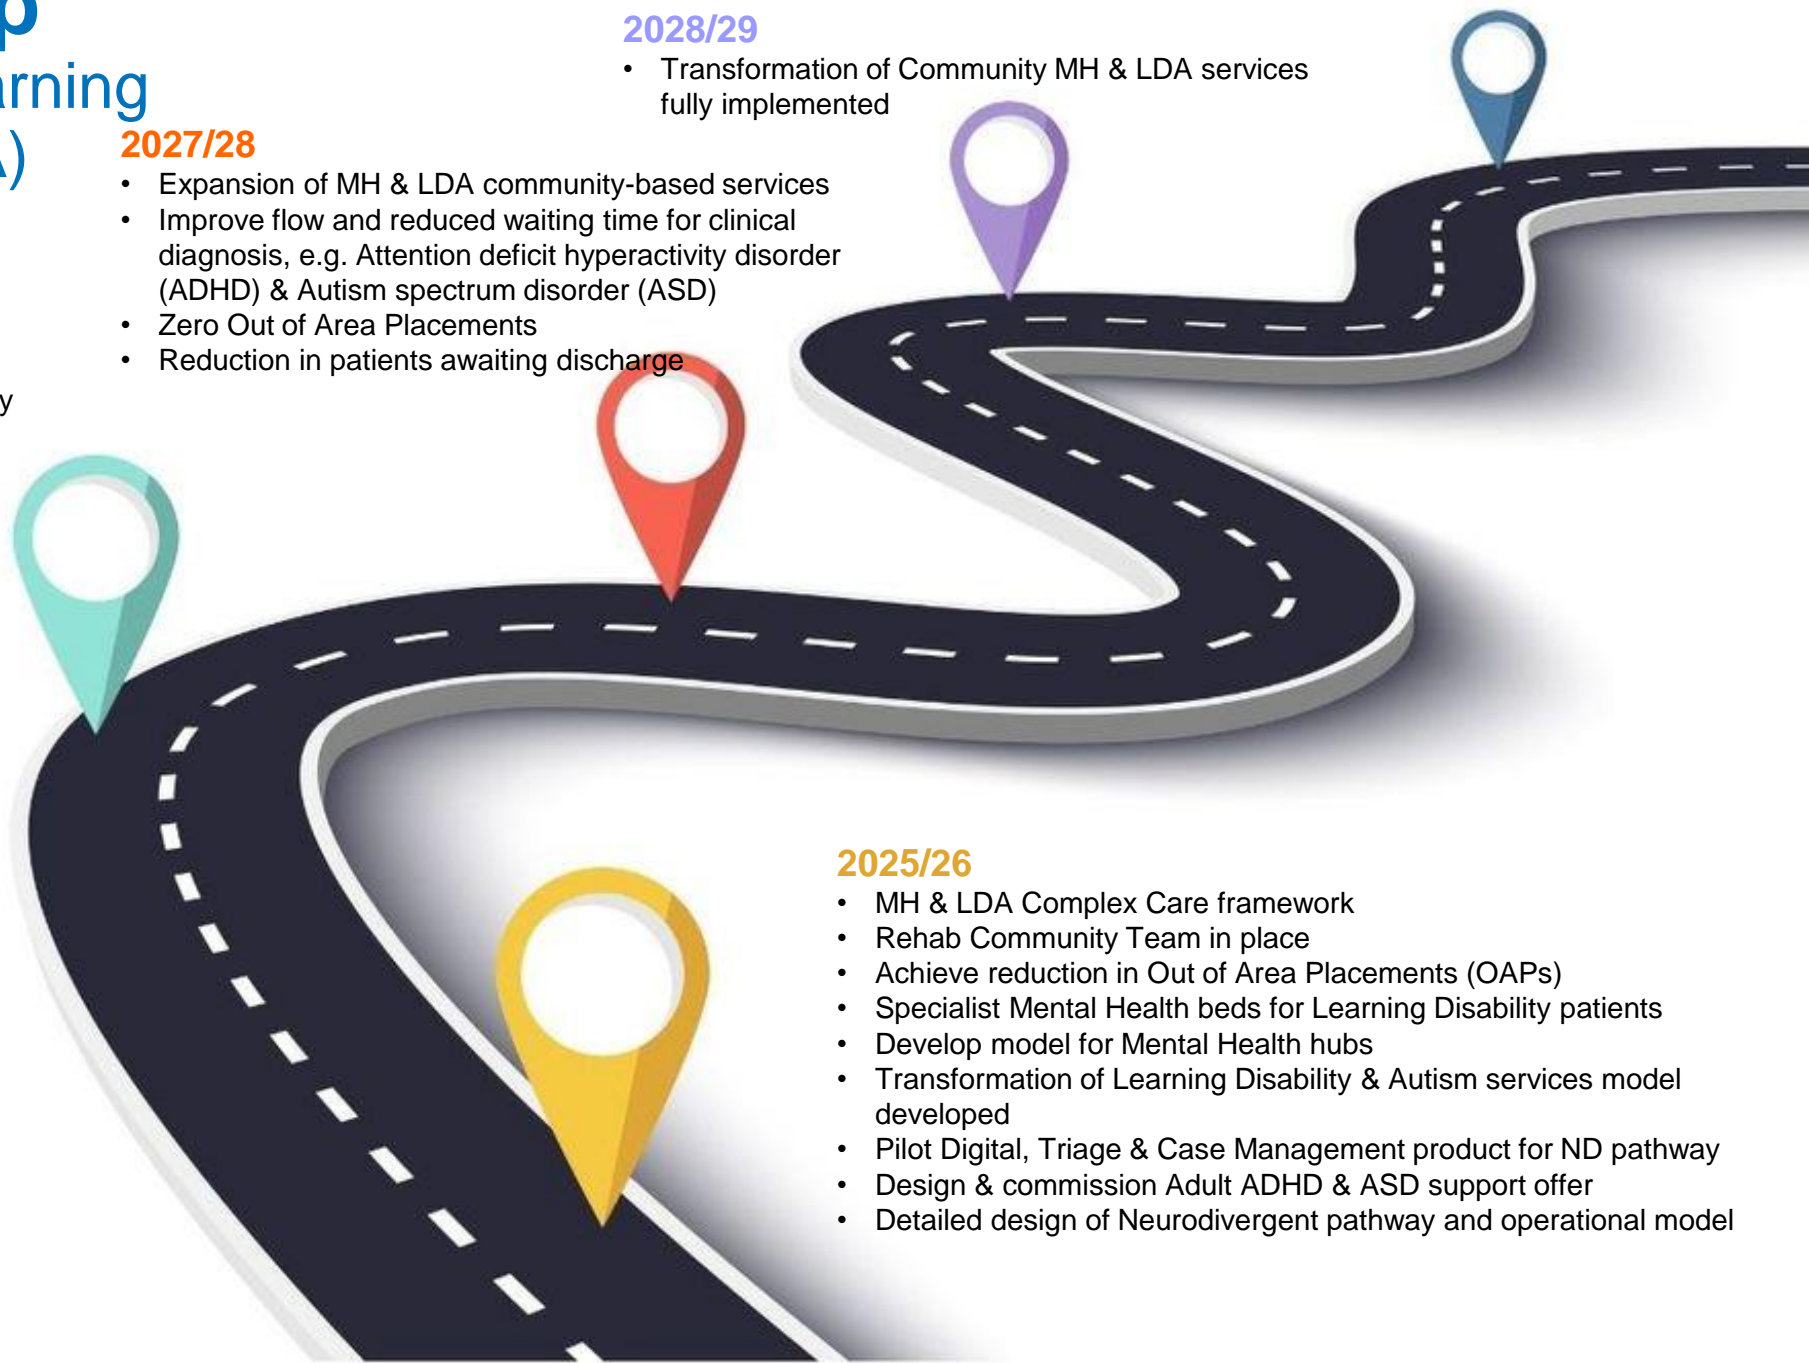 p
arning
A)
2028/29
• Transformation of Community MH & LDA services
fully implemented
2027/28
• Expansion of MH & LDA community-based services
• Improve flow and reduced waiting time for clinical
diagnosis, e.g. Attention deficit hyperactivity disorder
(ADHD) & Autism spectrum disorder (ASD)
• Zero Out of Area Placements
• Reduction in patients awaiting discharge
y
2025/26
• MH & LDA Complex Care framework
• Rehab Community Team in place
• Achieve reduction in Out of Area Placements (OAPs)
• Specialist Mental Health beds for Learning Disability patients
• Develop model for Mental Health hubs
• Transformation of Learning Disability & Autism services model
developed
• Pilot Digital, Triage & Case Management product for ND pathway
• Design & commission Adult ADHD & ASD support offer
• Detailed design of Neurodivergent pathway and operational model